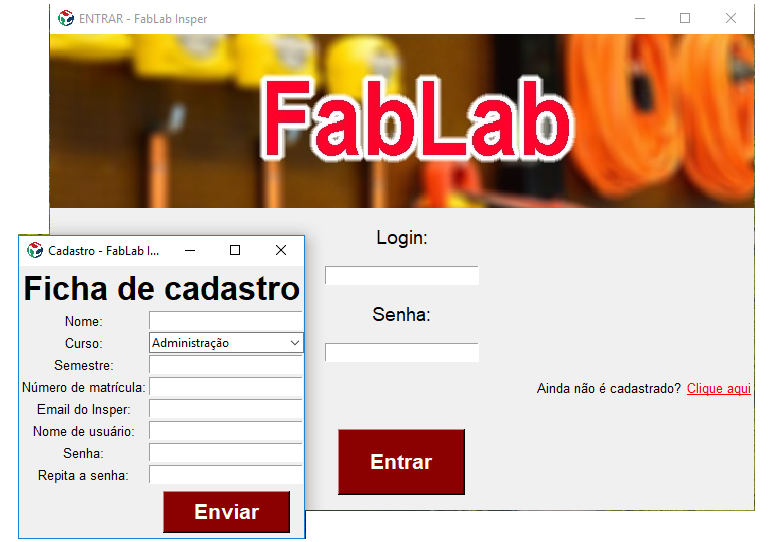 ENTRAR - FabLab Insper
FabLab
Login:
Senha:
Ainda não é cadastrado? Clique aqui
Entrar
Cadastro - FabLab I...
Ficha de cadastro
Nome:
Curso: Administração
Semestre:
Número de matrícula:
Email do Insper:
Nome de usuário:
Senha:
Repita a senha:
Enviar